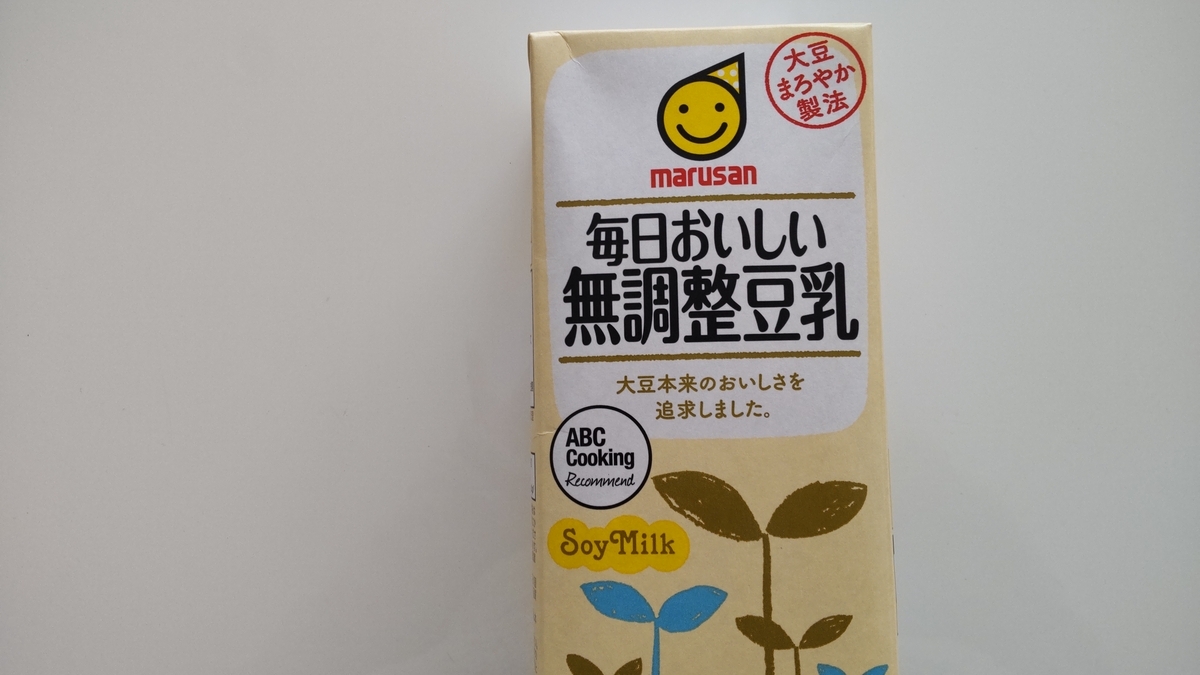 大豆
まろやか
製法
marusan
毎日おいしい
無調整豆乳
大豆本来のおいしさを
追求しました。
ABC
Cooking
Recommend
Soy Milk